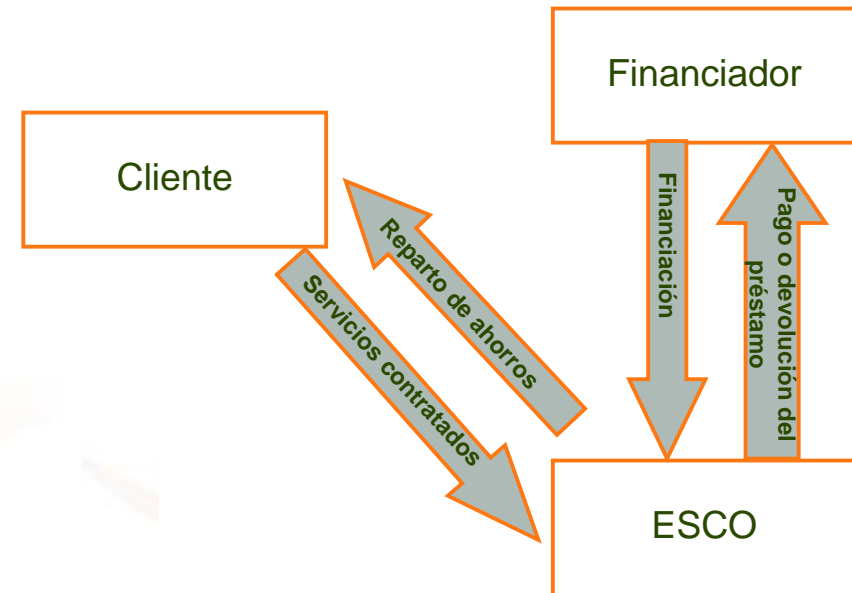 Financiador
Cliente
Financiación
Pago o devolución del
préstamo
Reparto de ahorros
Servicios contratados
ESCO